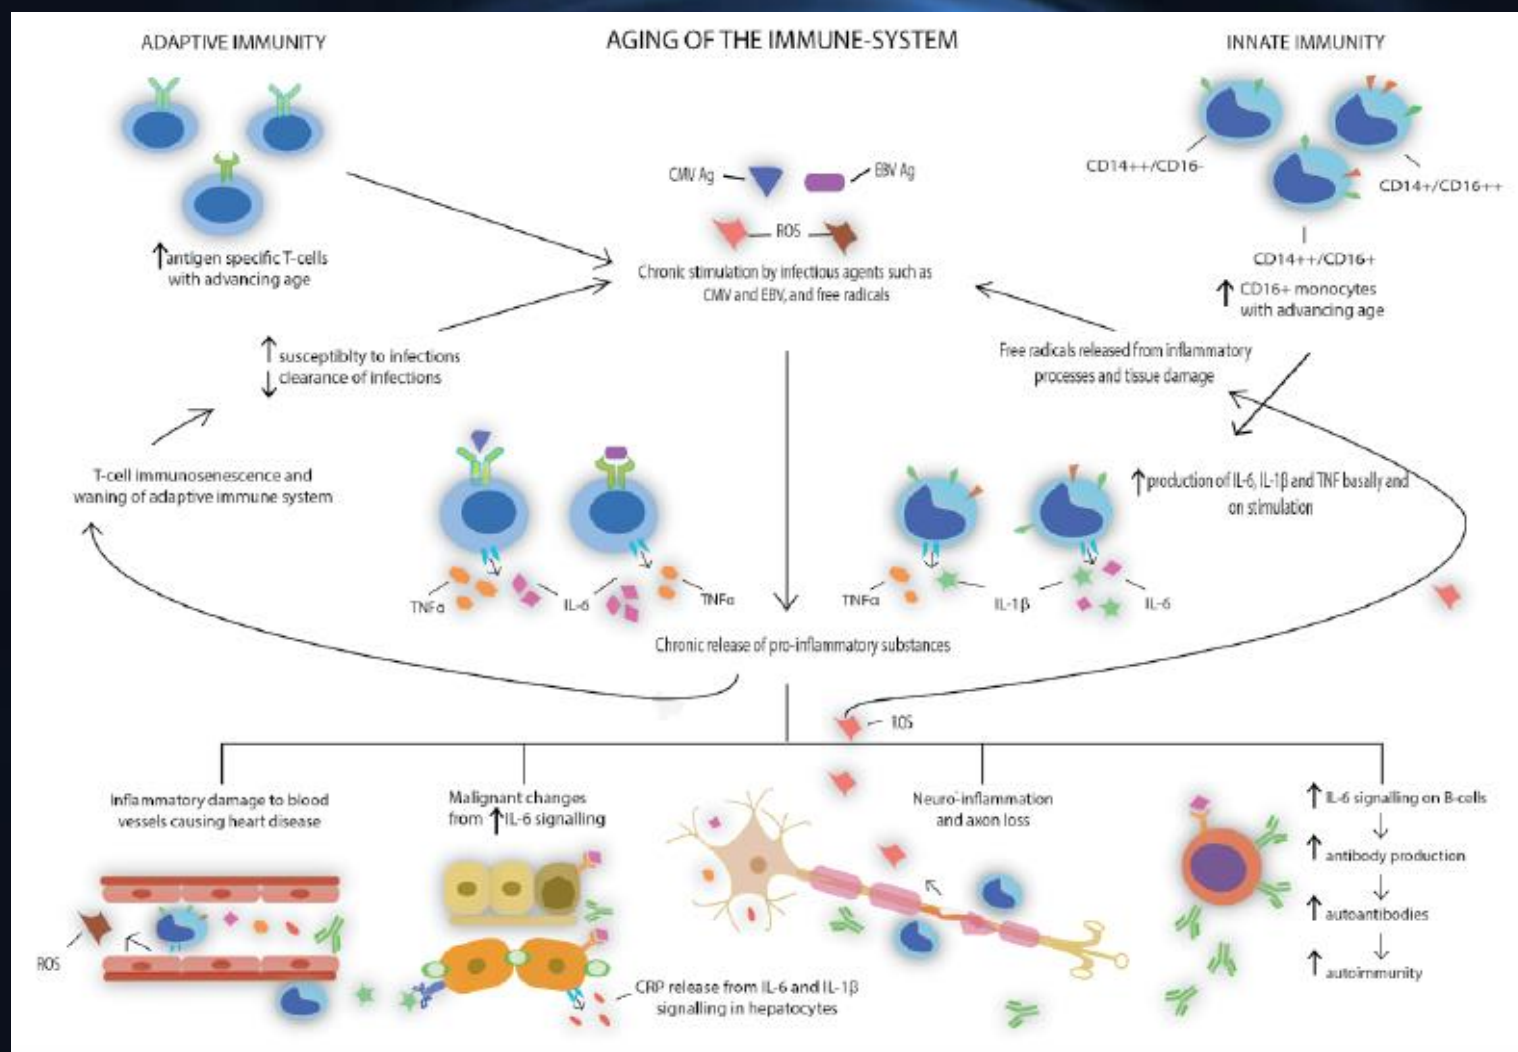 ADAPTIVE IMMUNITY
AGING OF THE IMMUNE-SYSTEM
INNATE IMMUNITY
CMV Ag
EBV Ag
ROS
CD14++/CD16-
CD14+/CD16++
CD14++/CD16+
↑antigen specific T-cells
with advancing age
Chronic stimulation by infectious agents such as
CMV and EBV, and free radicals
↑ CD16+ monocytes
with advancing age
↑ susceptiblty to infections
↓ clearance of infections
Free radicals released from inflammatory
processes and tissue damage
T-cell immunosenescence and
waning of adaptive immune system
↑production of IL-6, IL-1β and TNF basally and
on stimulation
TNFα
IL-6
TNFα
TNFα
IL-1β
IL-6
Chronic release of pro-inflammatory substances
ROS
Inflammatory damage to blood
vessels causing heart disease
Malignant changes
from ↑IL-6 signalling
Neuro-inflammation
and axon loss
↑ IL-6 signalling on B-cells
↑ antibody production
↑ autoantibodies
↑ autoimmunity
ROS
CRP release from IL-6 and IL-1β
signalling in hepatocytes